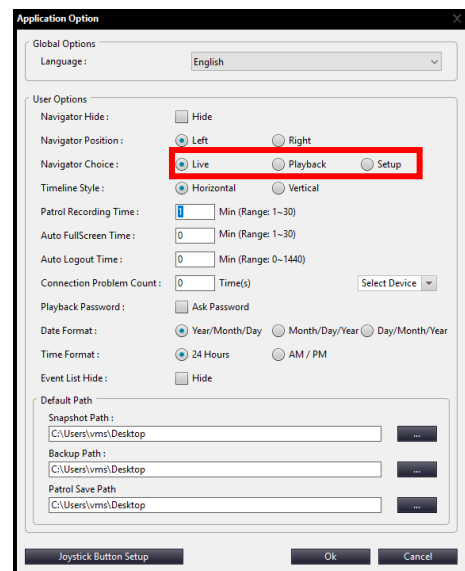 Application Option X
Global Options
Language : English
User Options
Navigator Hide : Hide
Navigator Position : Left Right
Navigator Choice : Live Playback Setup
Timeline Style : Horizontal Vertical
Patrol Recording Time : 1 Min (Range: 1~30)
Auto FullScreen Time : 0 Min (Range: 1~30)
Auto Logout Time : 0 Min (Range: 0~1440)
Connection Problem Count : 0 Time(s) Select Device
Playback Password : Ask Password
Date Format : Year/Month/Day Month/Day/Year Day/Month/Year
Time Format : 24 Hours AM / PM
Event List Hide : Hide
Default Path
Snapshot Path :
C:\Users\vms\Desktop ...
Backup Path :
C:\Users\vms\Desktop ...
Patrol Save Path
C:\Users\vms\Desktop ...
Joystick Button Setup Ok Cancel